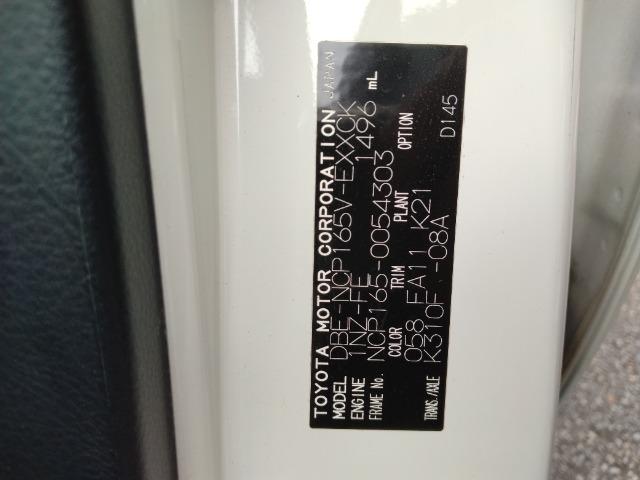 TOYOTA MOTOR CORPORATION JAPAN
MODEL DBE-NCP165V-EXXCK
ENGINE 1NZ-FE 1496 mL
FRAME No. NCP165-0054303
COLOR TRIM PLANT OPTION
058 FA11 K21
TRANS./AXLE K310F -08A D145